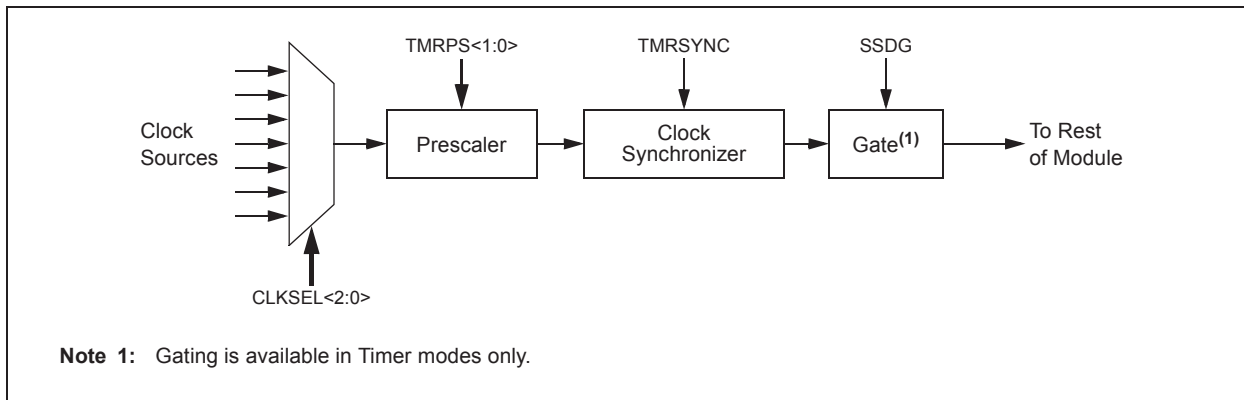 TMRPS<1:0>
TMRSYNC
SSDG
Clock
Sources
Prescaler
Clock
Synchronizer
Gate(1)
To Rest
of Module
CLKSEL<2:0>
Note 1: Gating is available in Timer modes only.